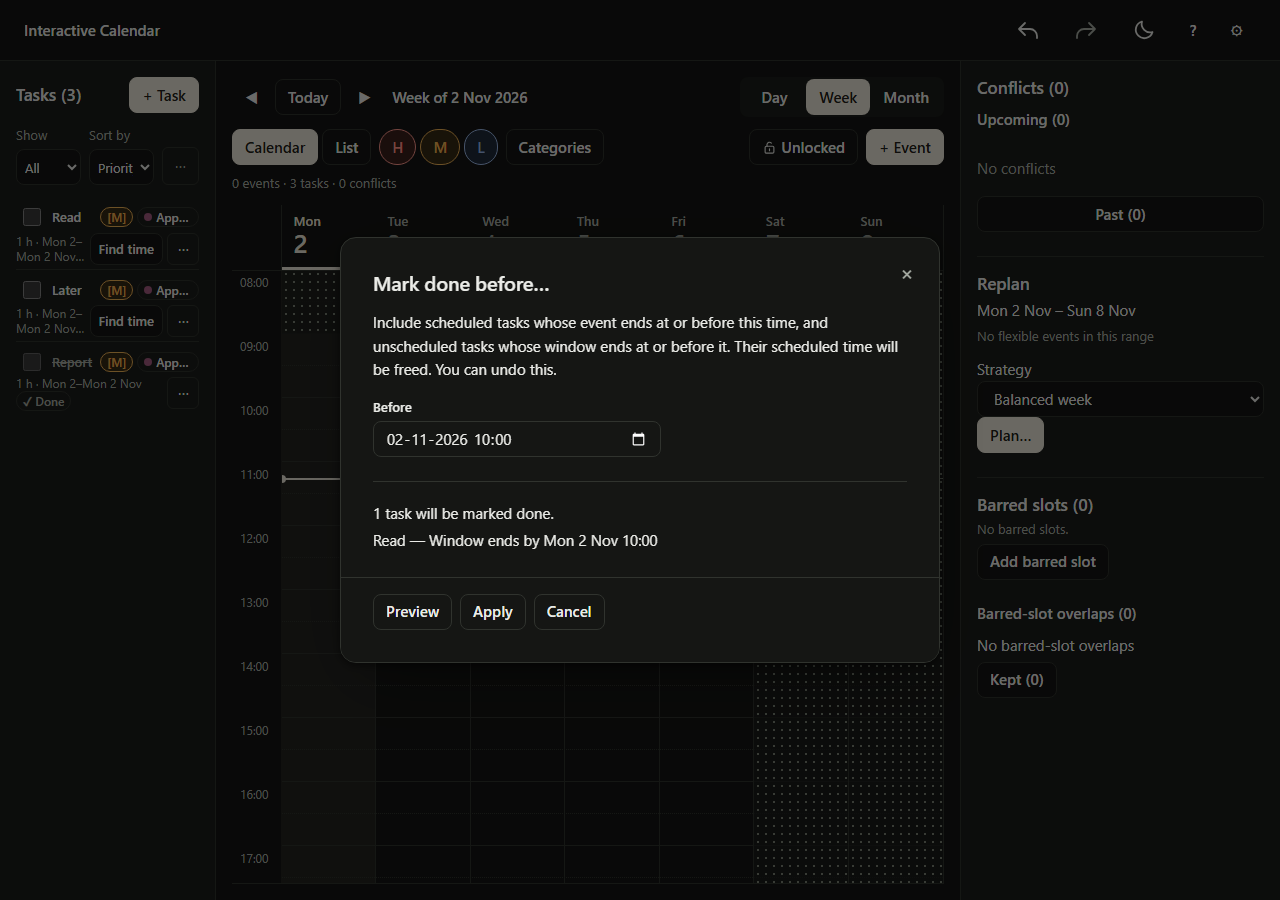 Interactive Calendar
?
Tasks (3)
+ Task
Show
Sort by
All
Priorit
...
Read
[M]
App...
1 h · Mon 2–
Mon 2 Nov...
Find time
...
Later
[M]
App...
1 h · Mon 2–
Mon 2 Nov...
Find time
...
Report
[M]
App...
1 h · Mon 2–Mon 2 Nov
✓ Done
...
◀
Today
▶
Week of 2 Nov 2026
Day
Week
Month
Calendar
List
H
M
L
Categories
Unlocked
+ Event
0 events · 3 tasks · 0 conflicts
Mon
2
Tue
Wed
Thu
Fri
Sat
Sun
08:00
09:00
10:00
11:00
12:00
13:00
14:00
15:00
16:00
17:00
Mark done before...
×
Include scheduled tasks whose event ends at or before this time, and
unscheduled tasks whose window ends at or before it. Their scheduled time will
be freed. You can undo this.
Before
02-11-2026 10:00
1 task will be marked done.
Read — Window ends by Mon 2 Nov 10:00
Preview
Apply
Cancel
Conflicts (0)
Upcoming (0)
No conflicts
Past (0)
Replan
Mon 2 Nov – Sun 8 Nov
No flexible events in this range
Strategy
Balanced week
Plan...
Barred slots (0)
No barred slots.
Add barred slot
Barred-slot overlaps (0)
No barred-slot overlaps
Kept (0)